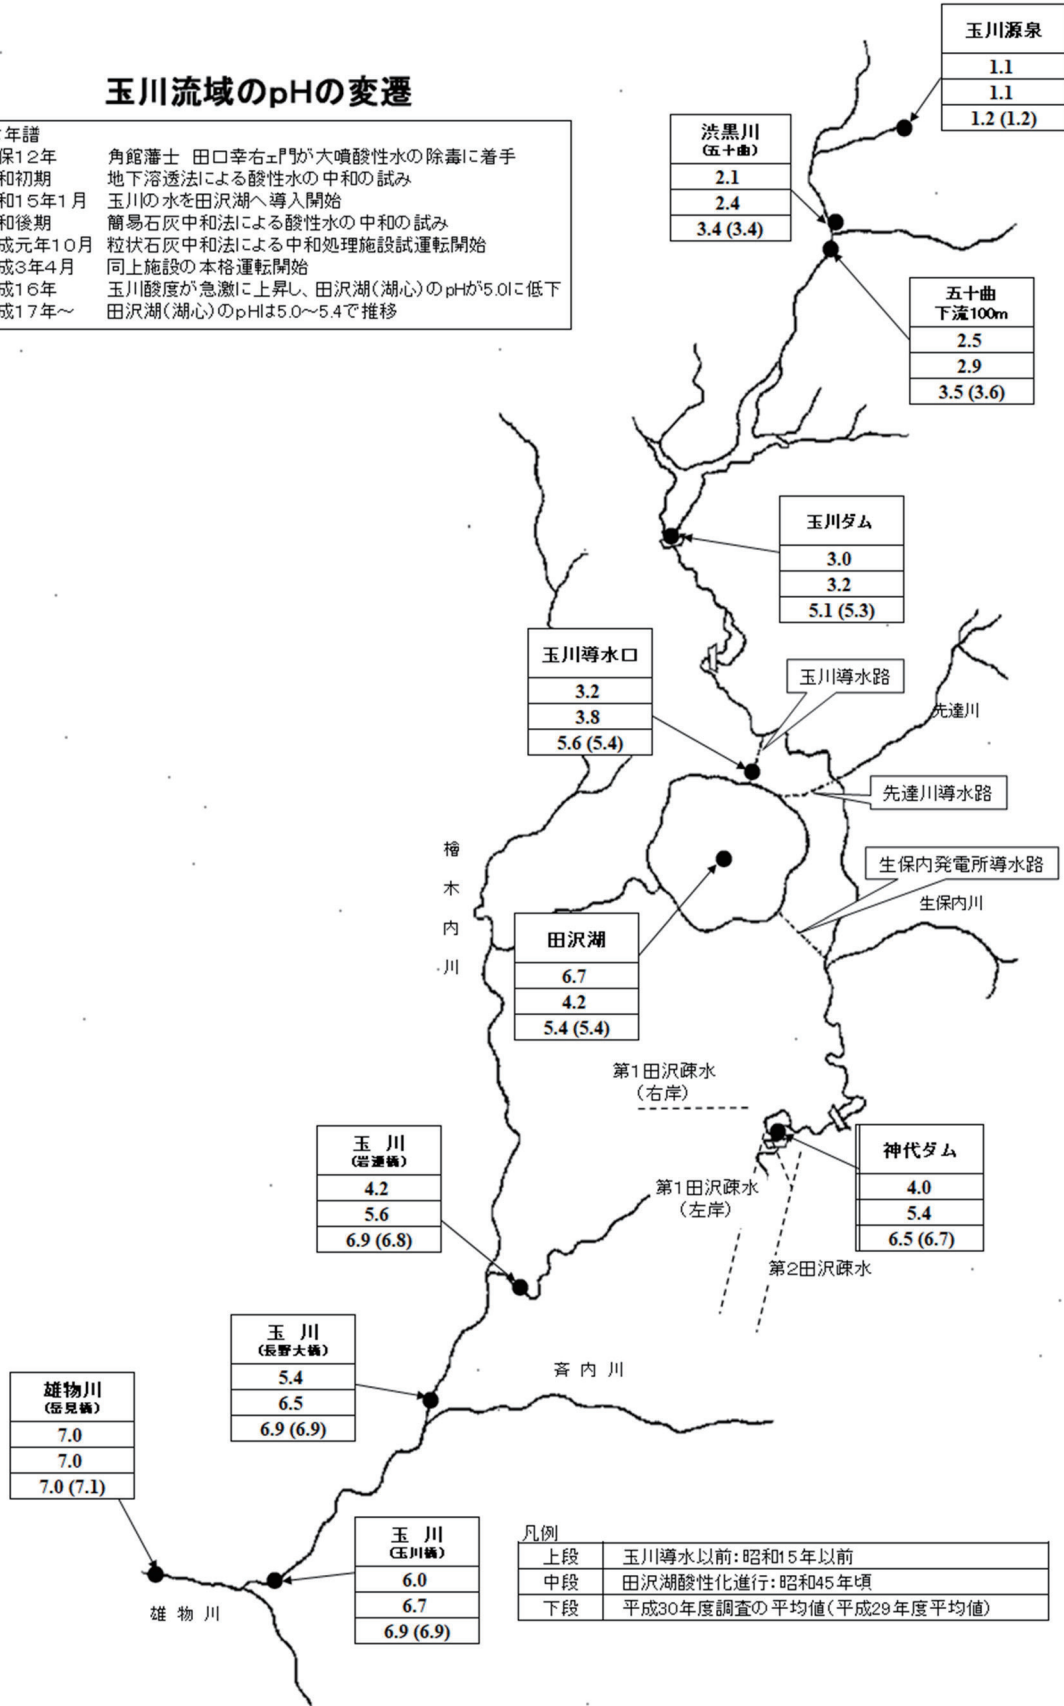 玉川流域のpHの変遷
年譜
保12年 角館藩士 田口幸右ェ門が大噴酸性水の除毒に着手
和初期 地下溶透法による酸性水の中和の試み
和15年1月 玉川の水を田沢湖へ導入開始
和後期 簡易石灰中和法による酸性水の中和の試み
成元年10月 粒状石灰中和法による中和処理施設試運転開始
成3年4月 同上施設の本格運転開始
成16年 玉川酸度が急激に上昇し、田沢湖(湖心)のpHが5.0に低下
成17年～ 田沢湖(湖心)のpHは5.0～5.4で推移
玉川源泉
1.1
1.1
1.2 (1.2)
渋黒川
(五十曲)
2.1
2.4
3.4 (3.4)
五十曲
下流100m
2.5
2.9
3.5 (3.6)
玉川ダム
3.0
3.2
5.1 (5.3)
玉川導水口
3.2
3.8
5.6 (5.4)
玉川導水路
先達川
先達川導水路
生保内発電所導水路
生保内川
檜木内川
田沢湖
6.7
4.2
5.4 (5.4)
第1田沢疎水
(右岸)
神代ダム
4.0
5.4
6.5 (6.7)
第1田沢疎水
(左岸)
第2田沢疎水
玉 川
(岩瀬橋)
4.2
5.6
6.9 (6.8)
玉 川
(長野大橋)
5.4
6.5
6.9 (6.9)
斉 内 川
雄物川
(岳見橋)
7.0
7.0
7.0 (7.1)
玉 川
(玉川橋)
6.0
6.7
6.9 (6.9)
雄 物 川
凡例
上段 玉川導水以前:昭和15年以前
中段 田沢湖酸性化進行:昭和45年頃
下段 平成30年度調査の平均値(平成29年度平均値)